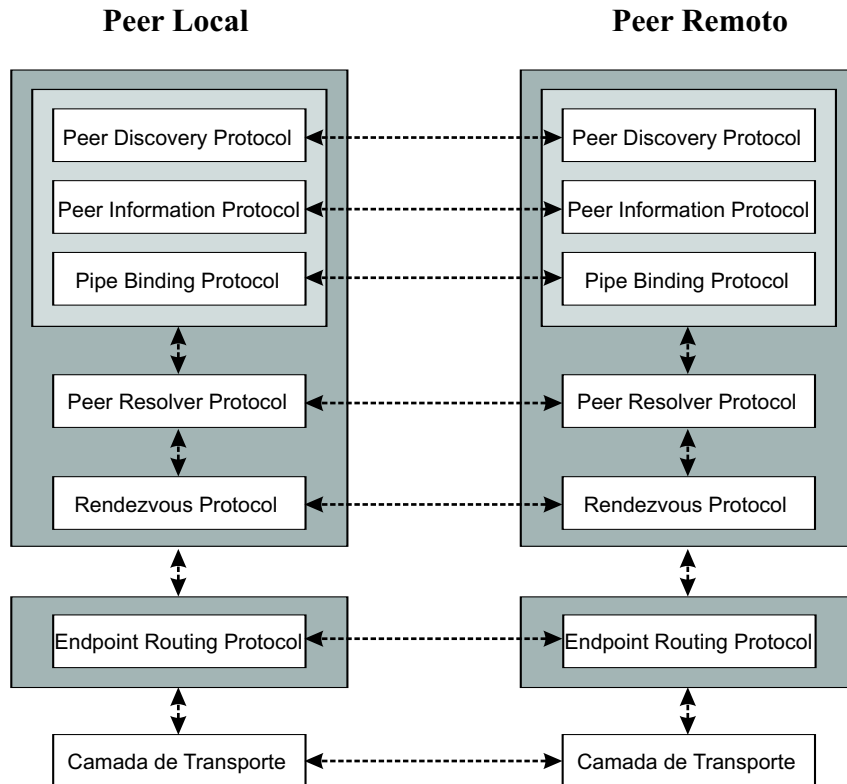 Peer Local
Peer Remoto
Peer Discovery Protocol
Peer Discovery Protocol
Peer Information Protocol
Peer Information Protocol
Pipe Binding Protocol
Pipe Binding Protocol
Peer Resolver Protocol
Peer Resolver Protocol
Rendezvous Protocol
Rendezvous Protocol
Endpoint Routing Protocol
Endpoint Routing Protocol
Camada de Transporte
Camada de Transporte